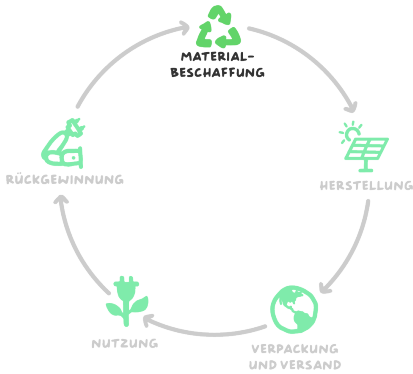 MATERIAL-
BESCHAFFUNG
HERSTELLUNG
VERPACKUNG
UND VERSAND
NUTZUNG
RÜCKGEWINNUNG